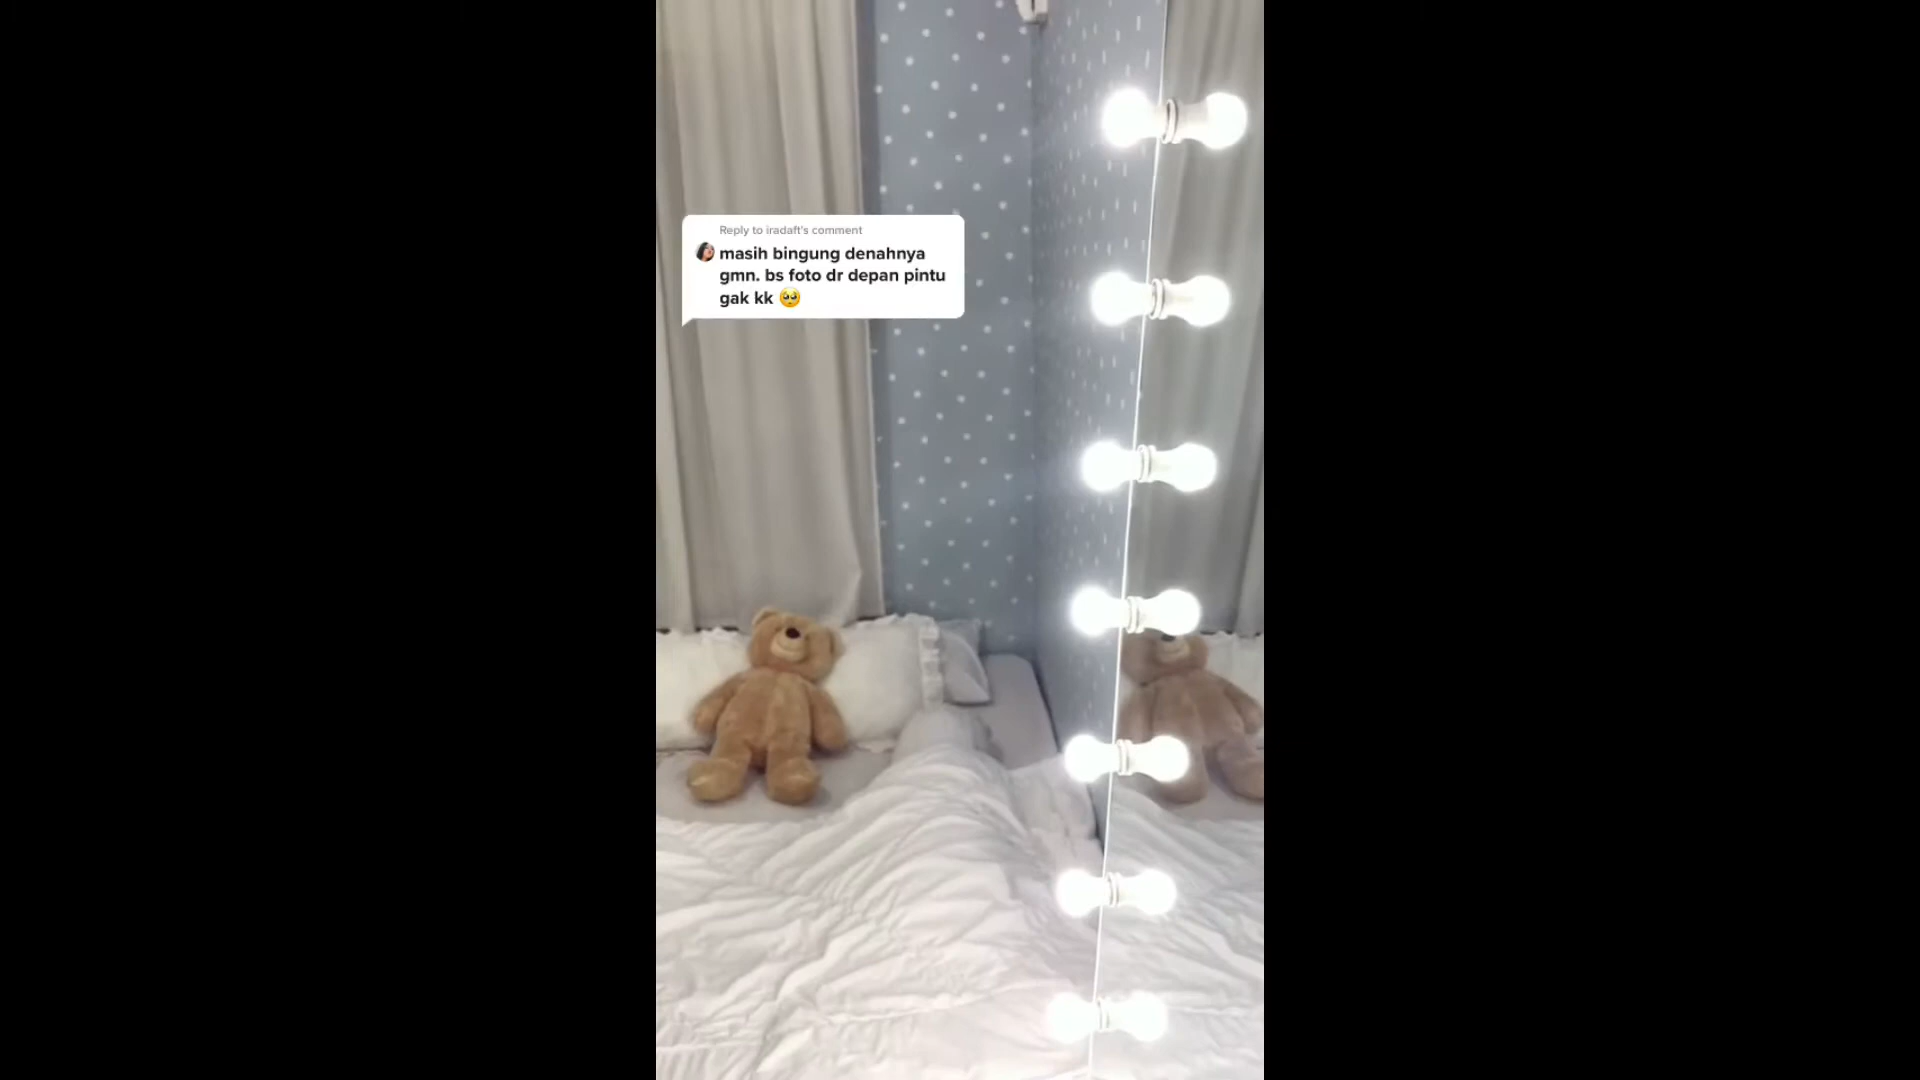 Reply to iradaft's comment
masih bingung denahnya
gmn. bs foto dr depan pintu
gak kk 🥺